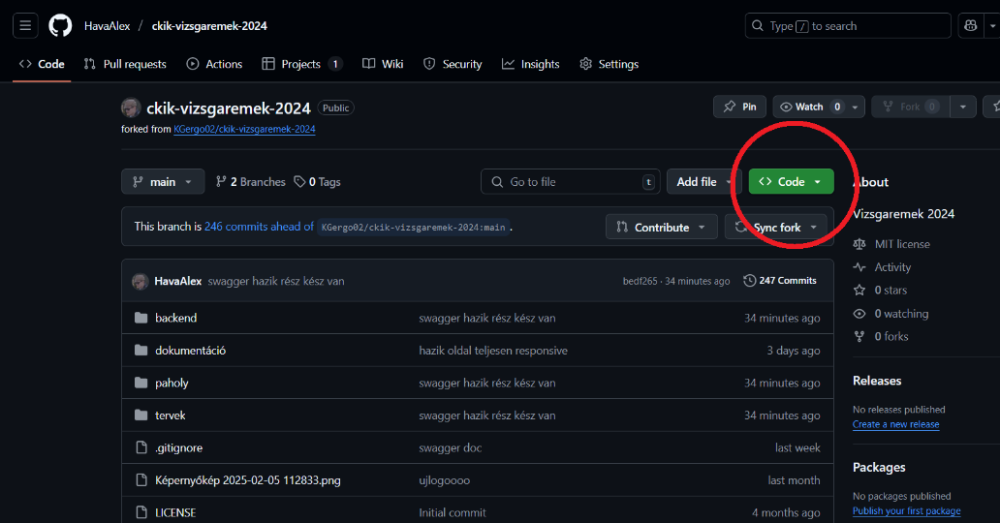 HavaAlex / ckik-vizsgaremek-2024
Type / to search
Code Pull requests Actions Projects 1 Wiki Security Insights Settings
ckik-vizsgaremek-2024 Public
Pin Watch 0 Fork 0
forked from KGergo02/ckik-vizsgaremek-2024
main 2 Branches 0 Tags Go to file t Add file Code
This branch is 246 commits ahead of KGergo02/ckik-vizsgaremek-2024:main .
Contribute Sync fork
HavaAlex swagger hazik rész kész van bedf265 · 34 minutes ago 247 Commits
backend swagger hazik rész kész van 34 minutes ago
dokumentáció hazik oldal teljesen responsive 3 days ago
paholy swagger hazik rész kész van 34 minutes ago
tervek swagger hazik rész kész van 34 minutes ago
.gitignore swagger doc last week
Képernyőkép 2025-02-05 112833.png ujlogoooo last month
LICENSE Initial commit 4 months ago
About
Vizsgaremek 2024
MIT license
Activity
0 stars
0 watching
0 forks
Releases
No releases published
Create a new release
Packages
No packages published
Publish your first package